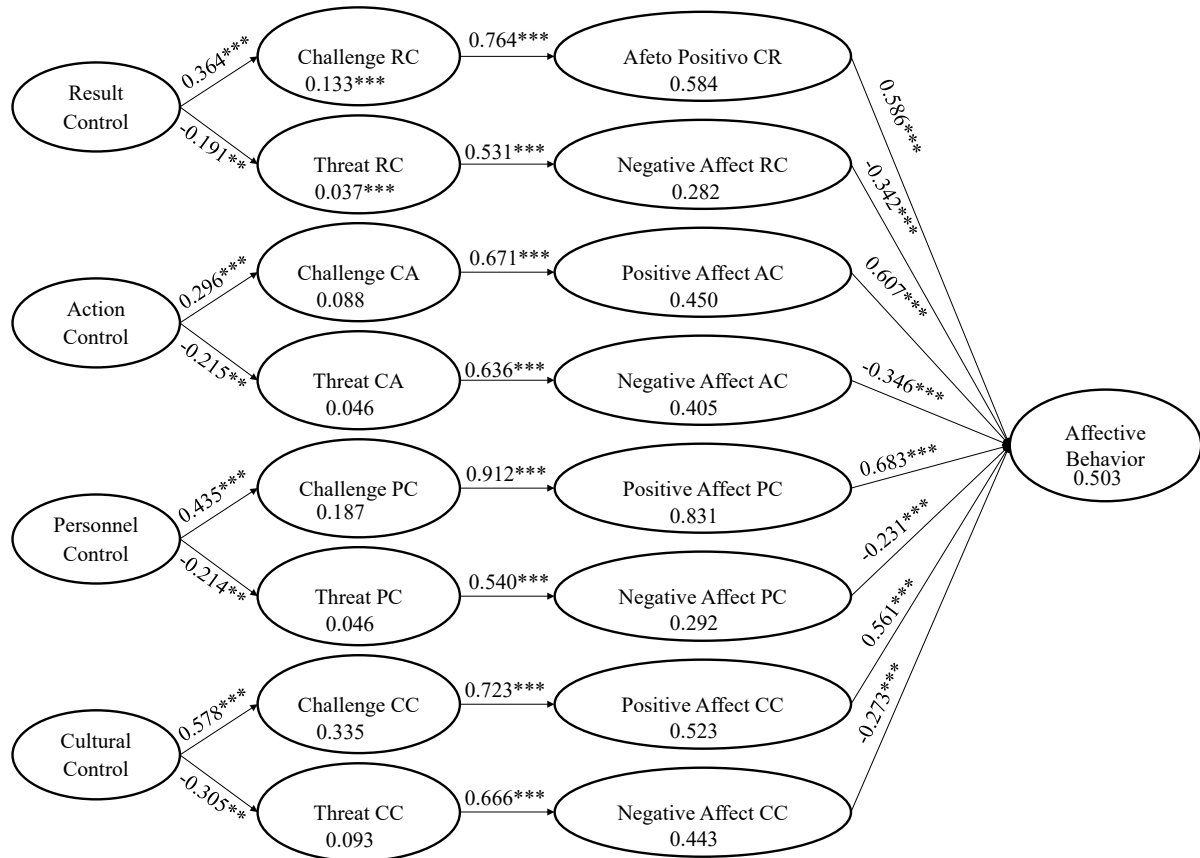 0.364***
Challenge RC
0.133***
0.764***
Afeto Positivo CR
0.584
0.586***
Result
Control
-0.191**
Threat RC
0.037***
0.531***
Negative Affect RC
0.282
-0.342***
0.296***
Challenge CA
0.088
0.671***
Positive Affect AC
0.450
0.607***
Action
Control
-0.215**
Threat CA
0.046
0.636***
Negative Affect AC
0.405
-0.346***
Affective
Behavior
0.503
0.435***
Challenge PC
0.187
0.912***
Positive Affect PC
0.831
0.683***
Personnel
Control
-0.214**
Threat PC
0.046
0.540***
Negative Affect PC
0.292
-0.231***
0.578***
Challenge CC
0.335
0.723***
Positive Affect CC
0.523
0.561***
Cultural
Control
-0.305**
Threat CC
0.093
0.666***
Negative Affect CC
0.443
-0.273***